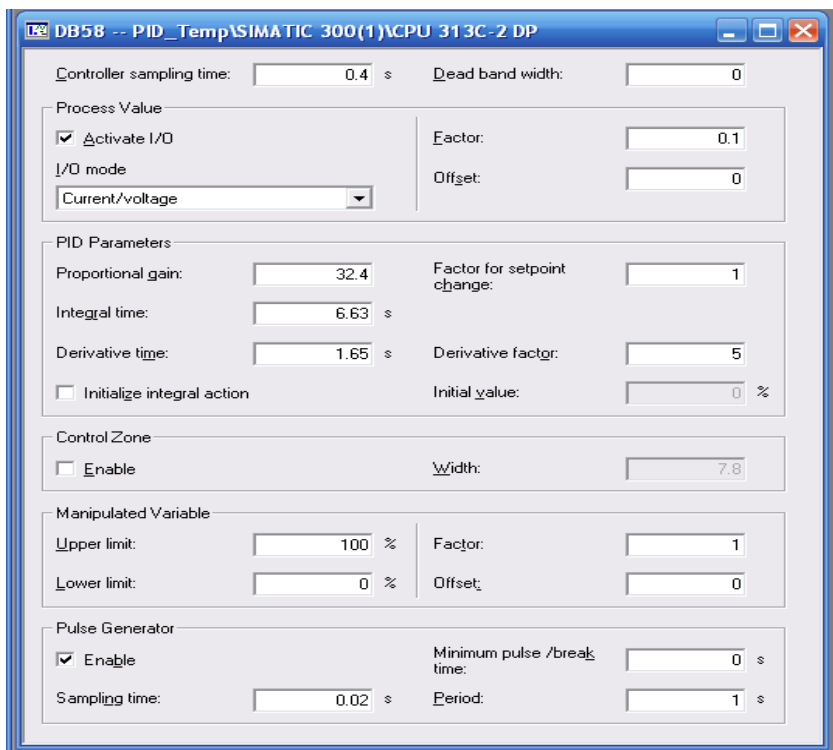 DB58 -- PID_Temp\SIMATIC 300(1)\CPU 313C-2 DP
Controller sampling time: 0.4 s Dead band width: 0
Process Value
Activate I/O Factor: 0.1
I/O mode
Offset: 0
Current/voltage
PID Parameters
Proportional gain: 32.4 Factor for setpoint change: 1
Integral time: 6.63 s
Derivative time: 1.65 s Derivative factor: 5
Initialize integral action Initial value: 0 %
Control Zone
Enable Width: 7.8
Manipulated Variable
Upper limit: 100 % Factor: 1
Lower limit: 0 % Offset: 0
Pulse Generator
Enable Minimum pulse /break time: 0 s
Sampling time: 0.02 s Period: 1 s